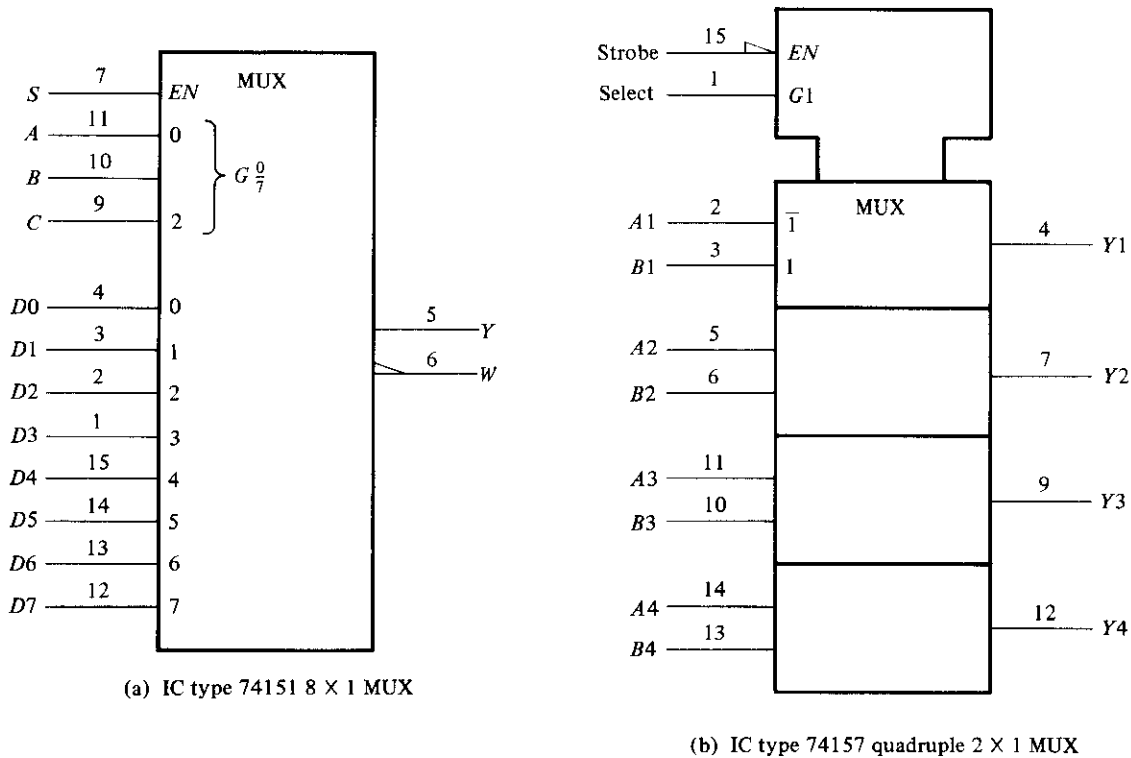 7
S
EN
MUX
11
A
0
10
B
G 0/7
9
C
2
4
D0
0
3
D1
1
2
D2
2
1
D3
3
15
D4
4
14
D5
5
13
D6
6
12
D7
7
5
Y
6
W
(a) IC type 74151 8 × 1 MUX
15
Strobe
EN
1
Select
G1
MUX
2
A1
1̅
3
B1
1
4
Y1
5
A2
6
B2
7
Y2
11
A3
10
B3
9
Y3
14
A4
13
B4
12
Y4
(b) IC type 74157 quadruple 2 × 1 MUX